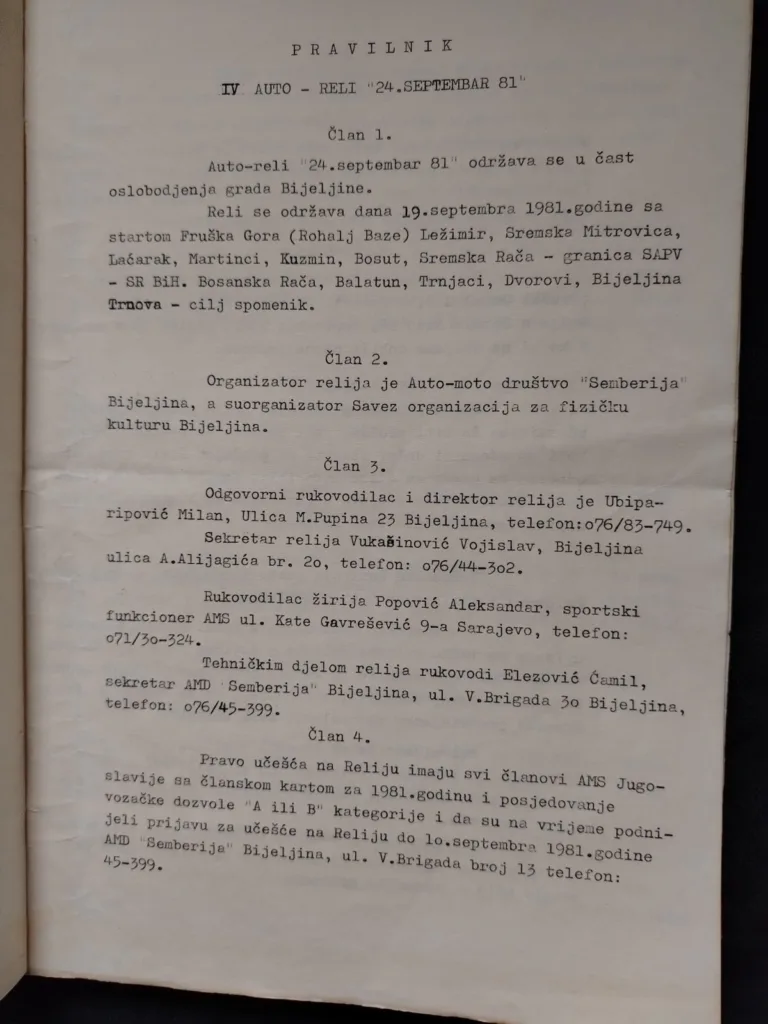 P R A V I L N I K
IV AUTO - RELI "24.SEPTEMBAR 81"
Član 1.
Auto-reli "24.septembar 81" održava se u čast
oslobodjenja grada Bijeljine.
Reli se održava dana 19.septembra 1981.godine sa
startom Fruška Gora (Rohalj Baze) Ležimir, Sremska Mitrovica,
Laćarak, Martinci, Kuzmin, Bosut, Sremska Rača - granica SAPV
- SR BiH. Bosanska Rača, Balatun, Trnjaci, Dvorovi, Bijeljina
Trnova - cilj spomenik.
Član 2.
Organizator relija je Auto-moto društvo "Semberija"
Bijeljina, a suorganizator Savez organizacija za fizičku
kulturu Bijeljina.
Član 3.
Odgovorni rukovodilac i direktor relija je Ubipa-
ripović Milan, Ulica M.Pupina 23 Bijeljina, telefon:o76/83-749.
Sekretar relija Vukašinović Vojislav, Bijeljina
ulica A.Alijagića br. 2o, telefon: o76/44-3o2.
Rukovodilac žirija Popović Aleksandar, sportski
funkcioner AMS ul. Kate Gavrešević 9-a Sarajevo, telefon:
o71/3o-324.
Tehničkim djelom relija rukovodi Elezović Ćamil,
sekretar AMD "Semberija" Bijeljina, ul. V.Brigada 3o Bijeljina,
telefon: o76/45-399.
Član 4.
Pravo učešća na Reliju imaju svi članovi AMS Jugo-
slavije sa članskom kartom za 1981.godinu i posjedovanje
vozačke dozvole "A ili B" kategorije i da su na vrijeme podni-
jeli prijavu za učešće na Reliju do 1o.septembra 1981.godine
AMD "Semberija" Bijeljina, ul. V.Brigada broj 13 telefon:
45-399.